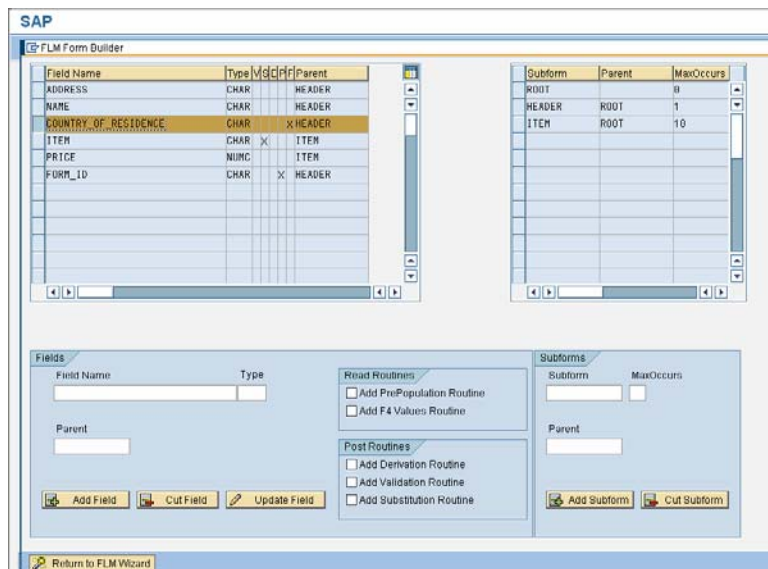 SAP
FLM Form Builder
Field Name Type V S D P F Parent
ADDRESS CHAR HEADER
NAME CHAR HEADER
COUNTRY_OF_RESIDENCE CHAR X HEADER
ITEM CHAR X ITEM
PRICE NUMC ITEM
FORM_ID CHAR X HEADER
Subform Parent MaxOccurs
ROOT 0
HEADER ROOT 1
ITEM ROOT 10
Fields
Field Name Type
Parent
Add Field Cut Field Update Field
Read Routines
Add PrePopulation Routine
Add F4 Values Routine
Post Routines
Add Derivation Routine
Add Validation Routine
Add Substitution Routine
Subforms
Subform MaxOccurs
Parent
Add Subform Cut Subform
Return to FLM Wizard